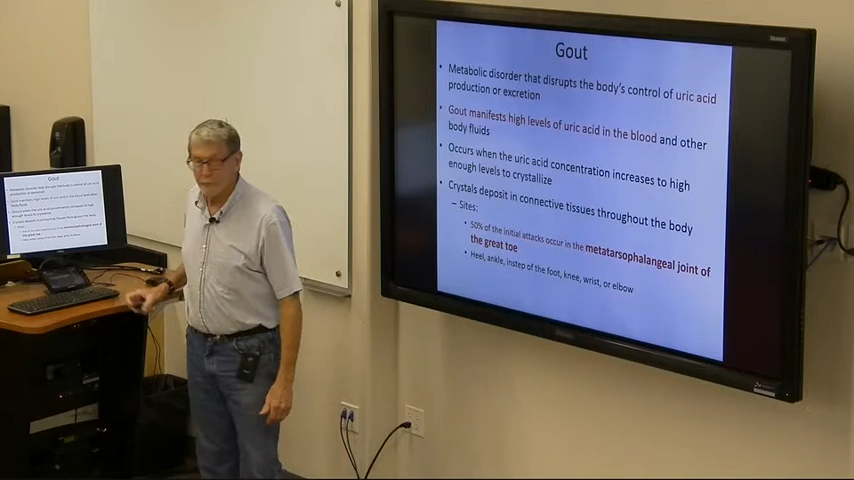 Gout
• Metabolic disorder that disrupts the body's control of uric acid
production or excretion
• Gout manifests high levels of uric acid in the blood and other
body fluids
• Occurs when the uric acid concentration increases to high
enough levels to crystallize
• Crystals deposit in connective tissues throughout the body
– Sites:
• 50% of the initial attacks occur in the metatarsophalangeal joint of
the great toe
• Heel, ankle, instep of the foot, knee, wrist, or elbow
Gout